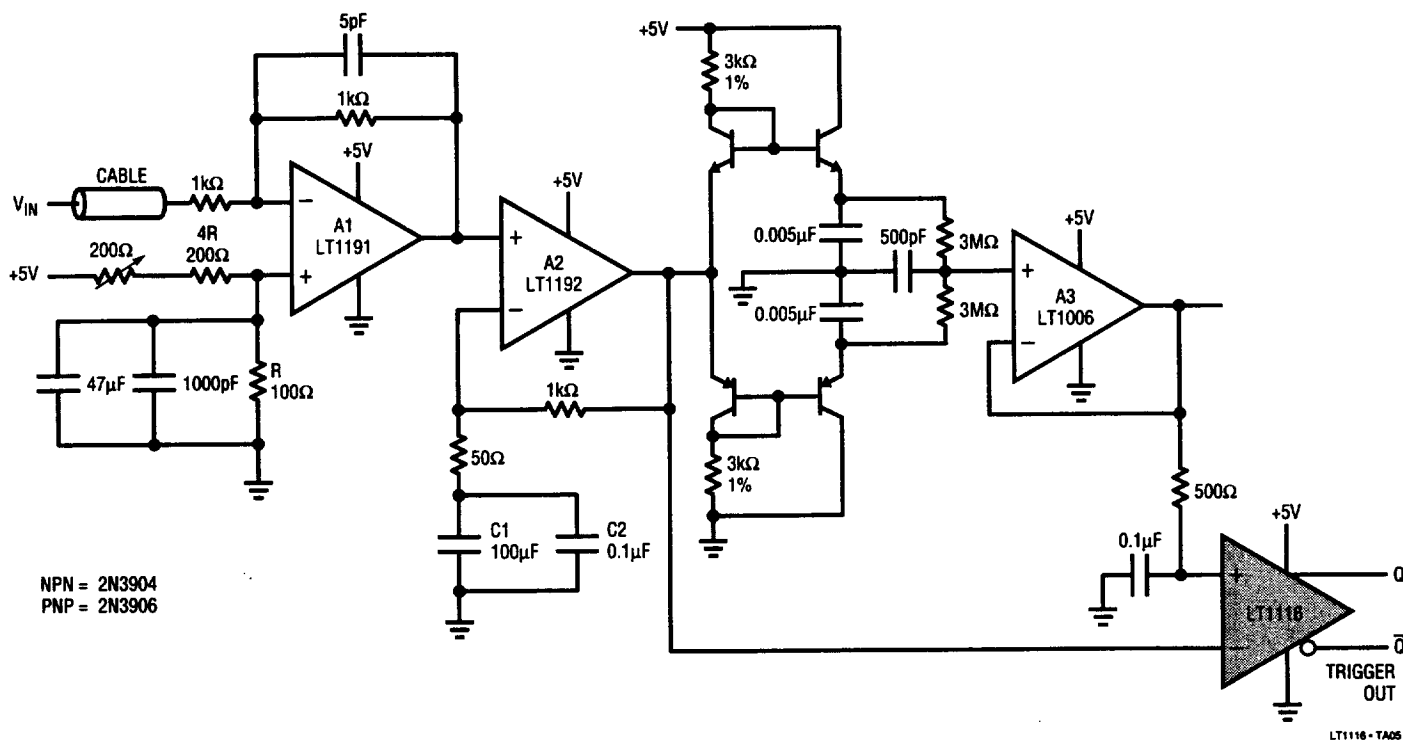 5pF
1kΩ
+5V
CABLE
1kΩ
VIN
A1
LT1191
200Ω
4R
200Ω
+5V
47μF
1000pF
R
100Ω
+5V
A2
LT1192
1kΩ
50Ω
C1
100μF
C2
0.1μF
NPN = 2N3904
PNP = 2N3906
+5V
3kΩ
1%
0.005μF
500pF
3MΩ
0.005μF
3MΩ
3kΩ
1%
+5V
A3
LT1006
500Ω
+5V
0.1μF
LT1116
Q
Q̅
TRIGGER
OUT
LT1116 • TA05